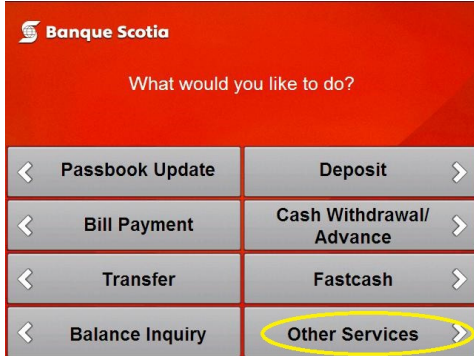 Banque Scotia
What would you like to do?
Passbook Update
Deposit
Bill Payment
Cash Withdrawal/
Advance
Transfer
Fastcash
Balance Inquiry
Other Services